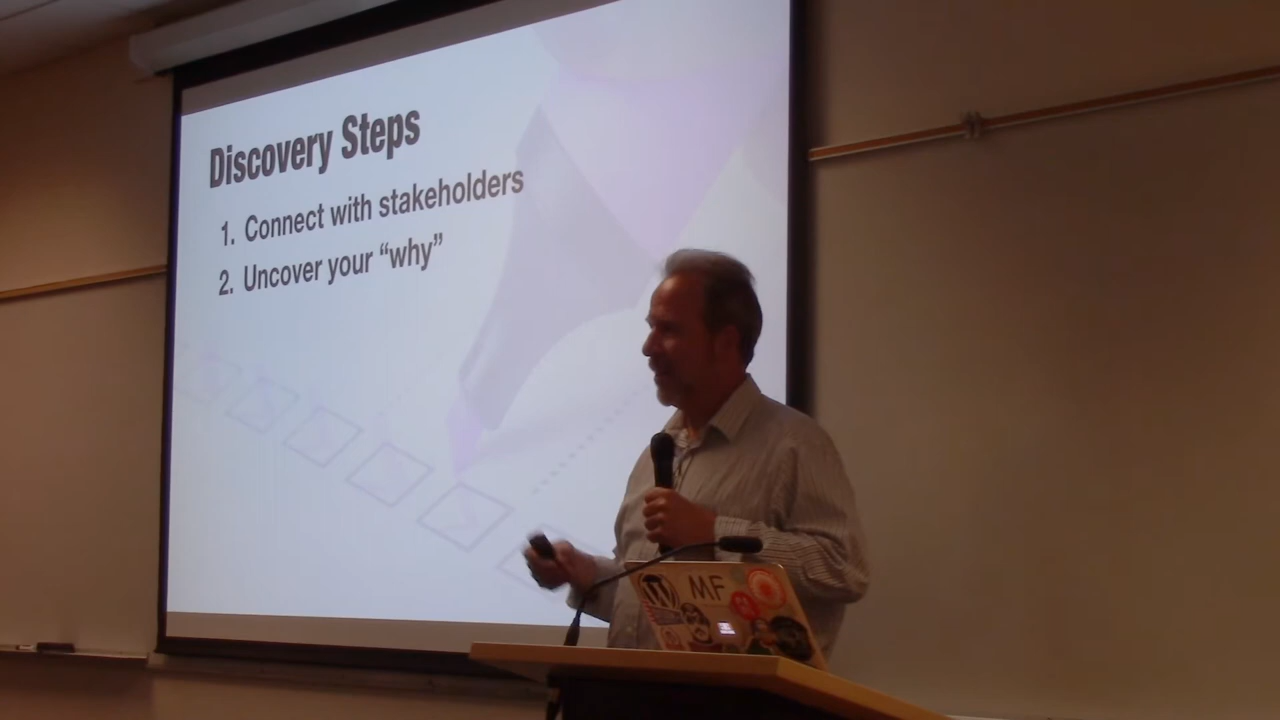 Discovery Steps
1. Connect with stakeholders
2. Uncover your “why”
W
MF